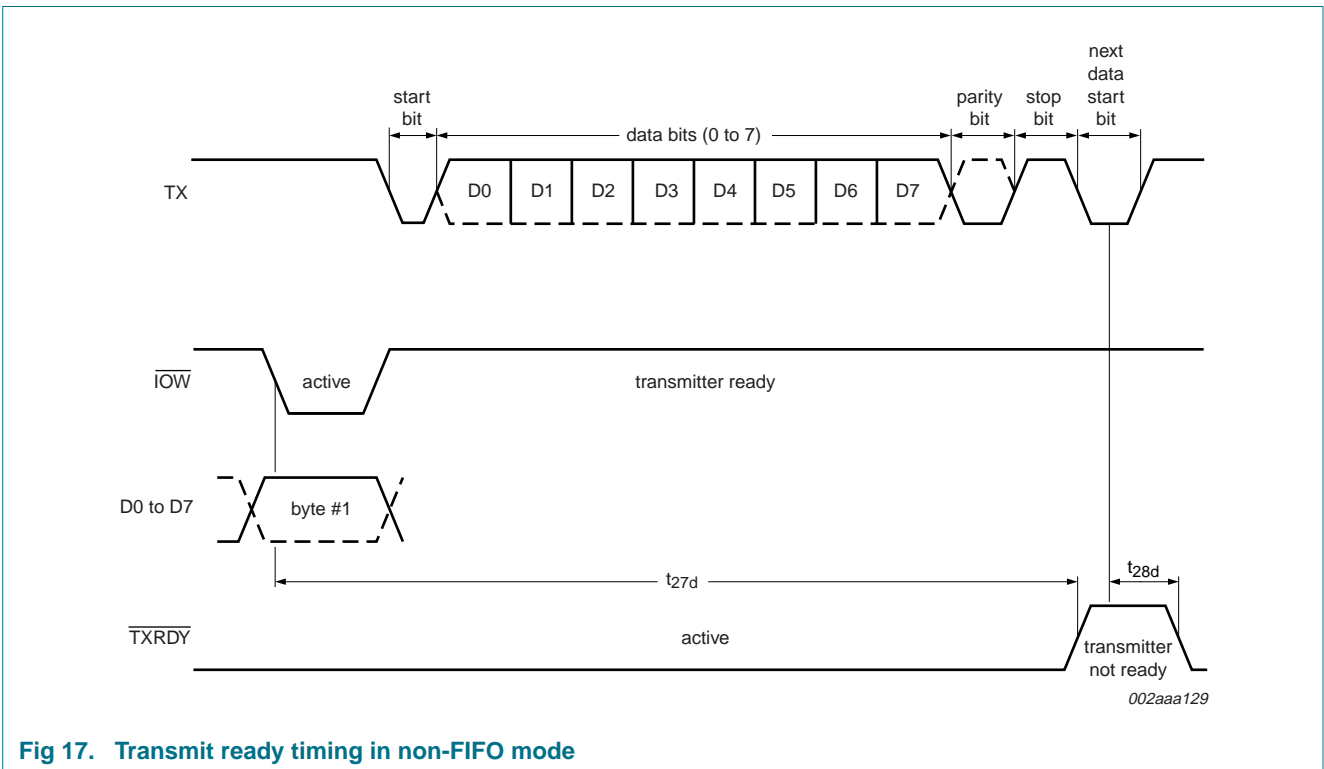 next
data
start
bit
start
bit
data bits (0 to 7)
parity
bit
stop
bit
TX
D0 D1 D2 D3 D4 D5 D6 D7
IOW
active
transmitter ready
D0 to D7
byte #1
t27d
t28d
TXRDY
active
transmitter
not ready
002aaa129
Fig 17. Transmit ready timing in non-FIFO mode